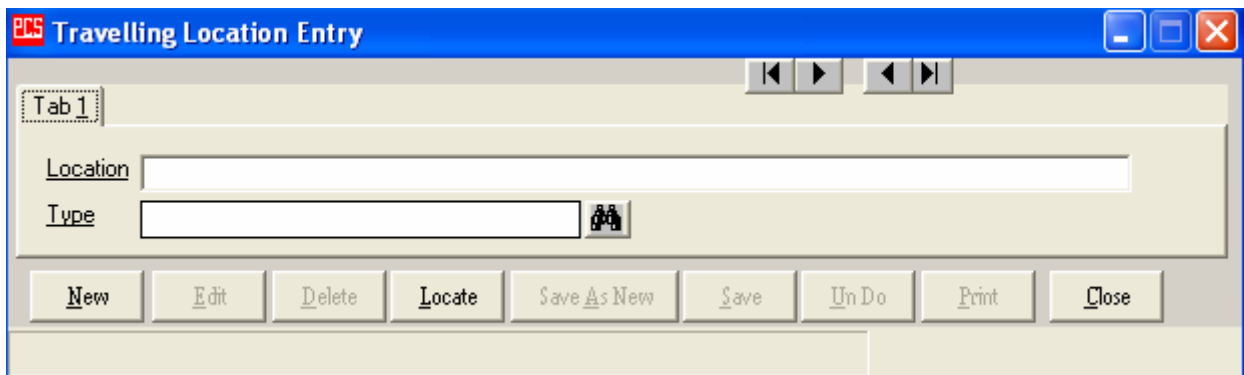 PCS Travelling Location Entry
Tab 1
Location
Type
New Edit Delete Locate Save As New Save Un Do Print Close